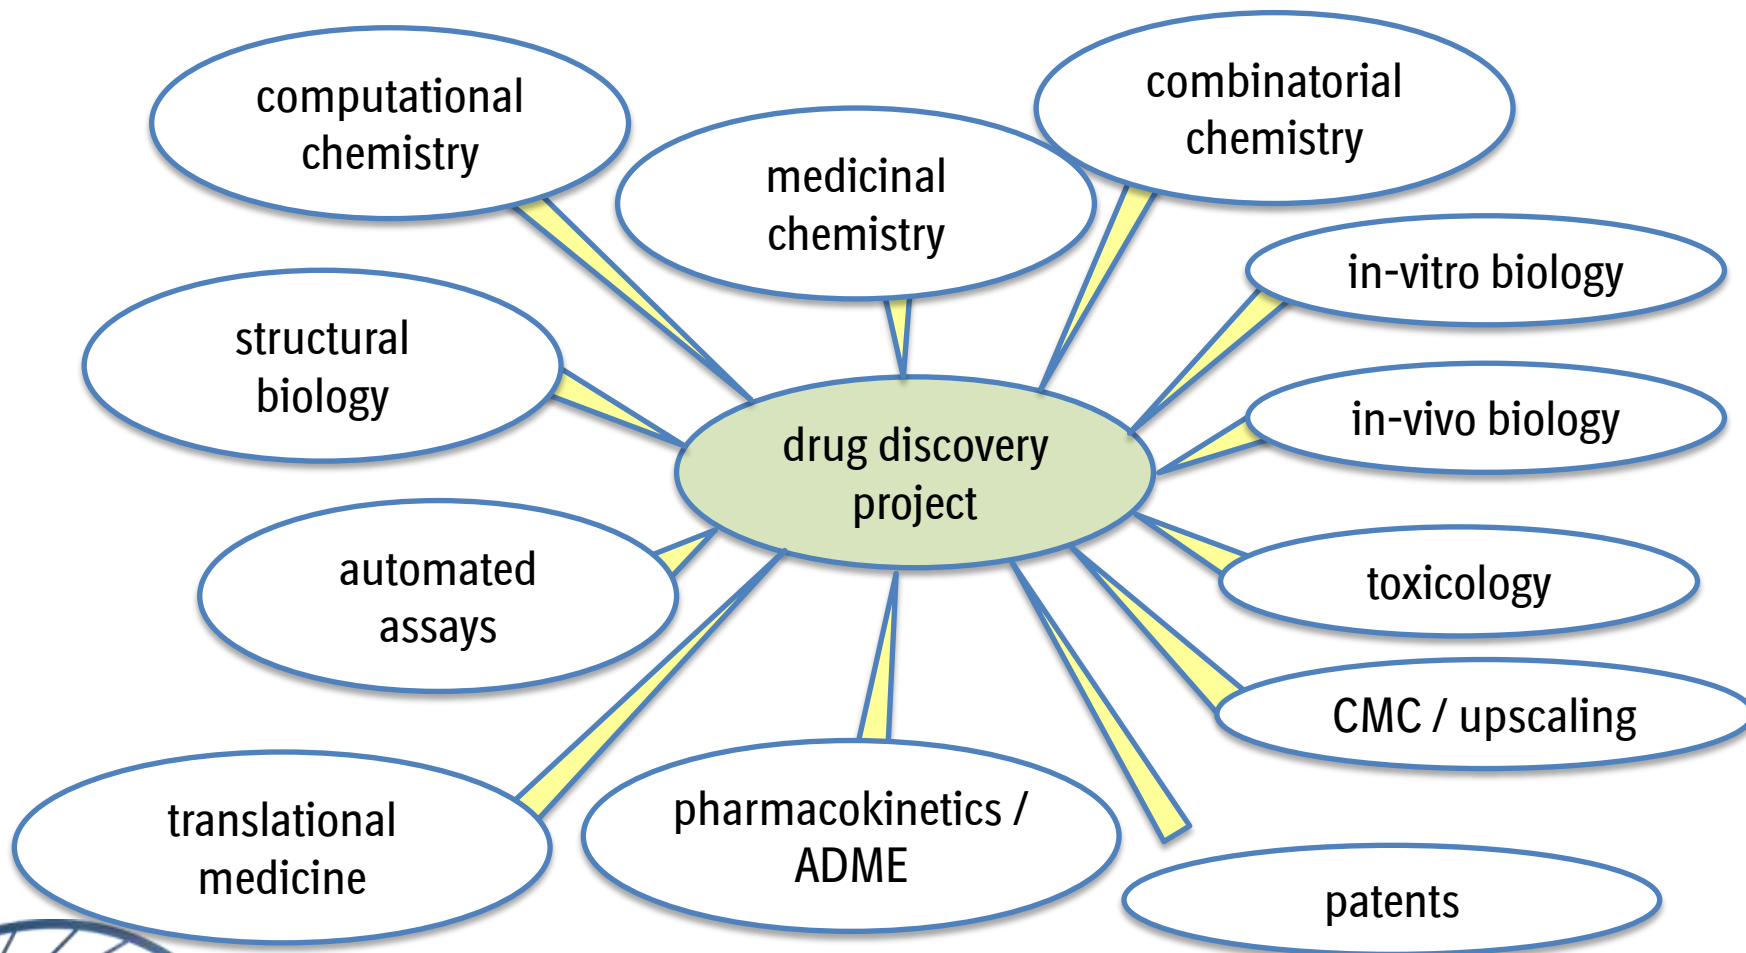 computational
chemistry
medicinal
chemistry
combinatorial
chemistry
in-vitro biology
structural
biology
in-vivo biology
drug discovery
project
automated
assays
toxicology
CMC / upscaling
translational
medicine
pharmacokinetics /
ADME
patents